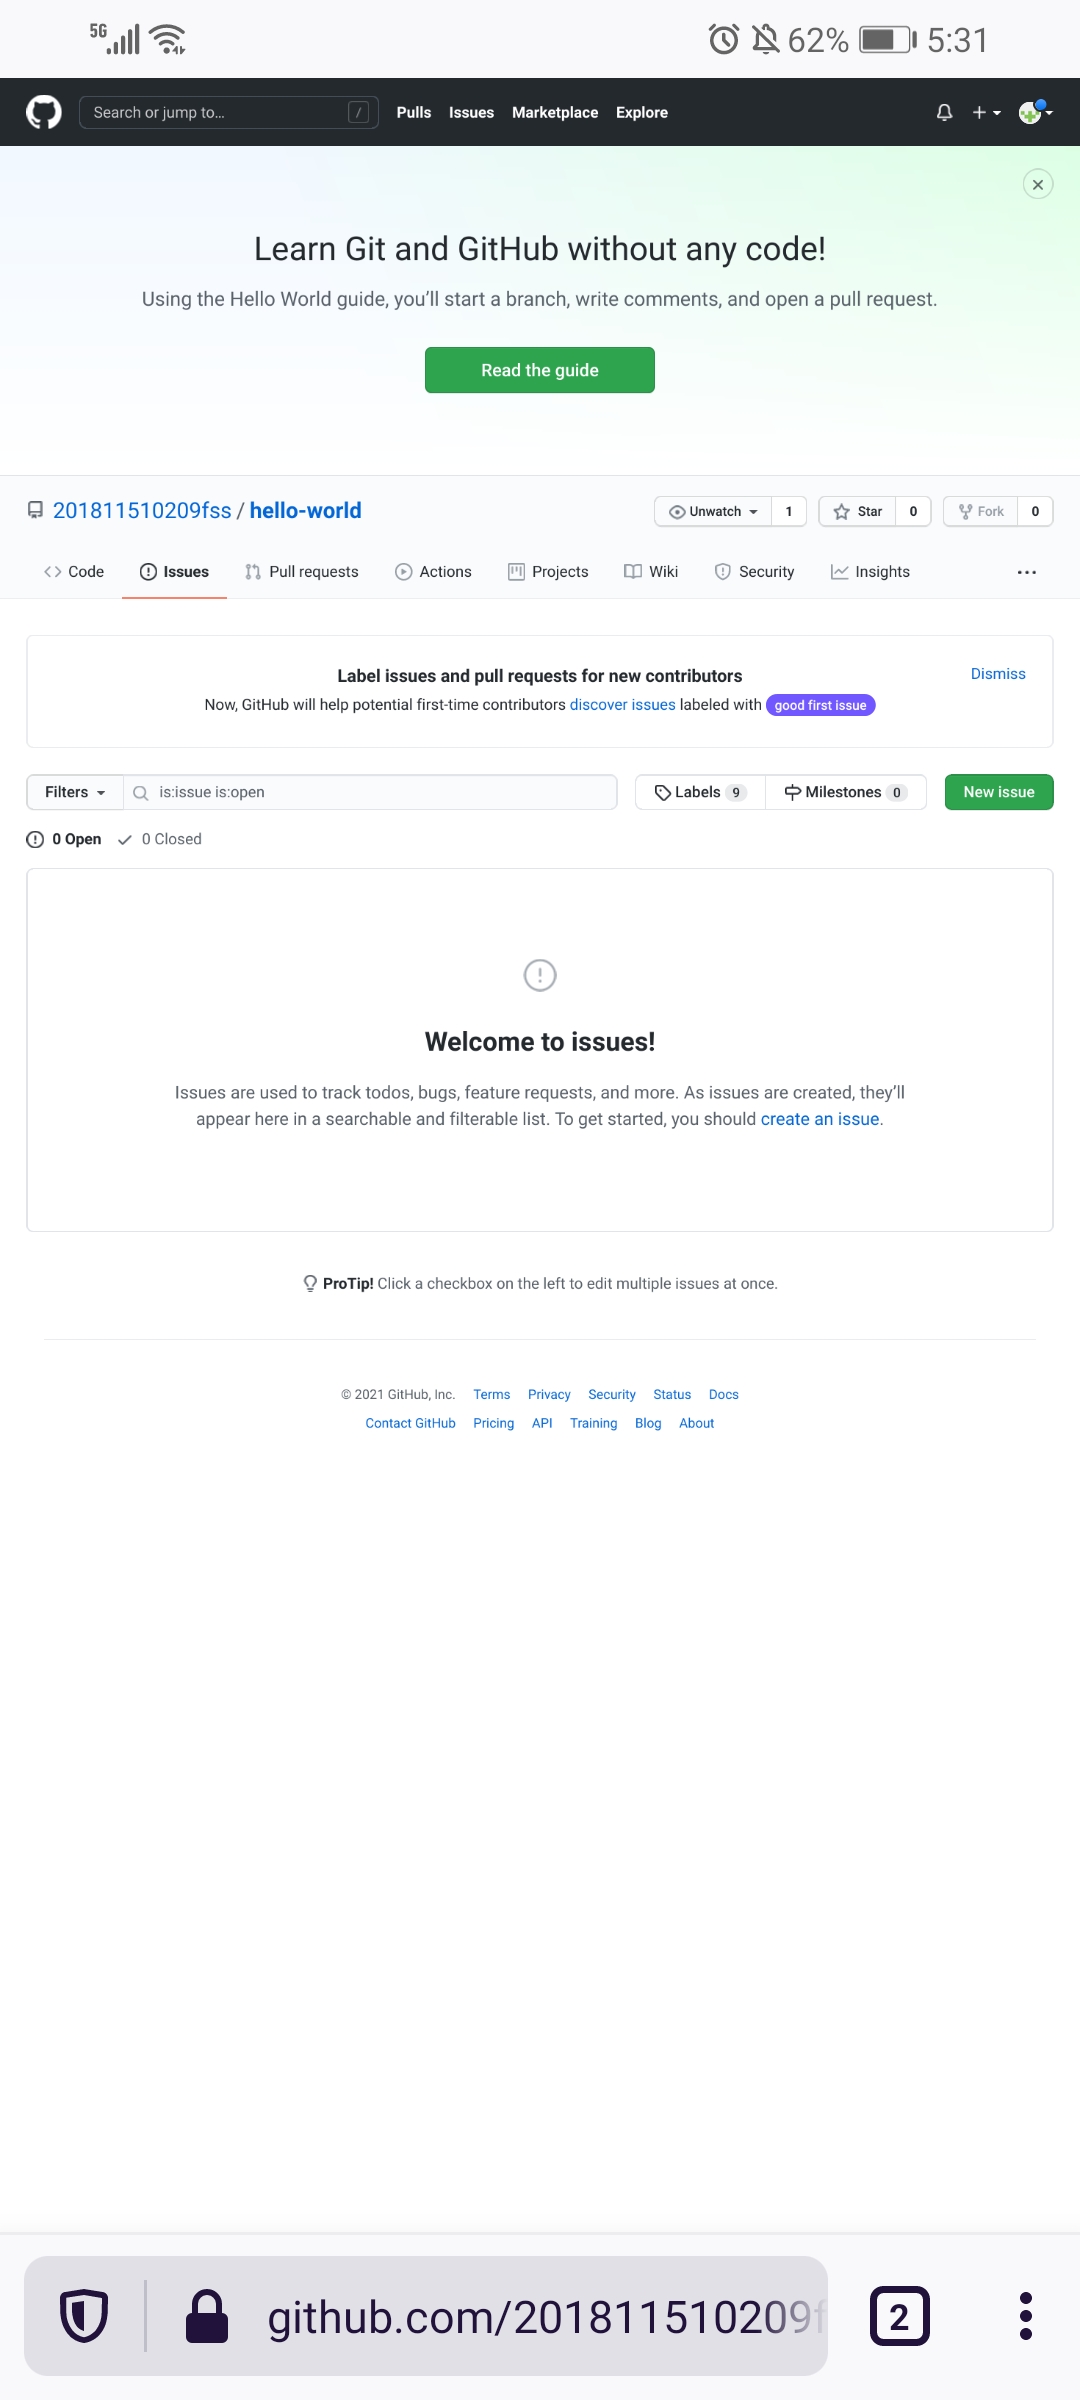 5G 62% 5:31
Search or jump to... / Pulls Issues Marketplace Explore
Learn Git and GitHub without any code!
Using the Hello World guide, you’ll start a branch, write comments, and open a pull request.
Read the guide
201811510209fss / hello-world Unwatch 1 Star 0 Fork 0
Code Issues Pull requests Actions Projects Wiki Security Insights
Label issues and pull requests for new contributors Dismiss
Now, GitHub will help potential first-time contributors discover issues labeled with good first issue
Filters is:issue is:open Labels 9 Milestones 0 New issue
0 Open 0 Closed
Welcome to issues!
Issues are used to track todos, bugs, feature requests, and more. As issues are created, they’ll
appear here in a searchable and filterable list. To get started, you should create an issue.
ProTip! Click a checkbox on the left to edit multiple issues at once.
© 2021 GitHub, Inc. Terms Privacy Security Status Docs
Contact GitHub Pricing API Training Blog About
github.com/201811510209f 2